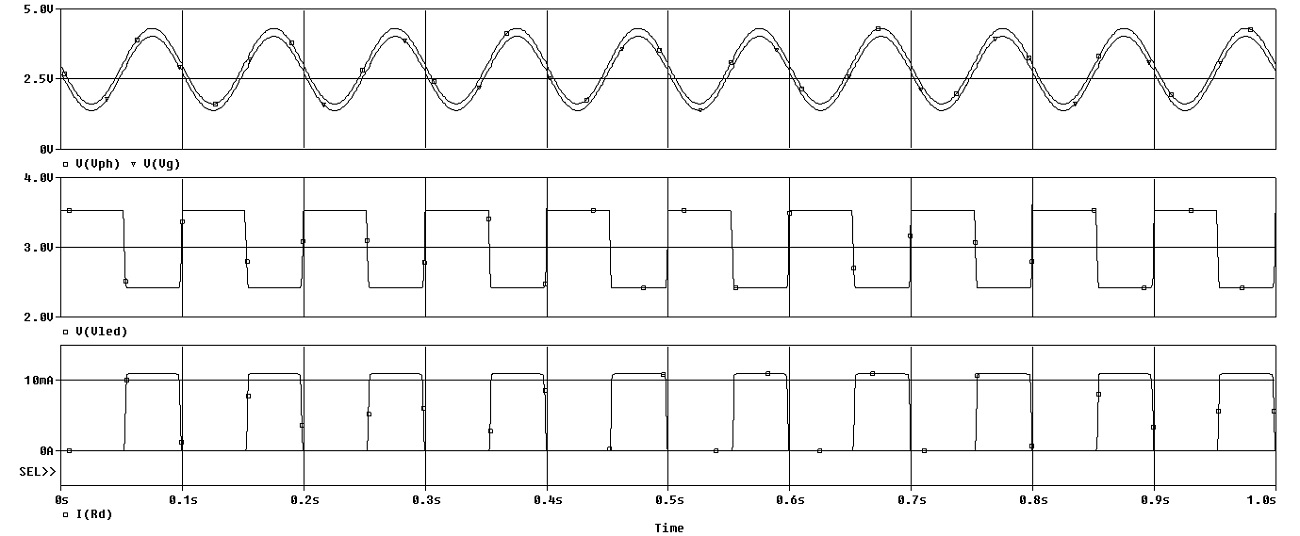 5.0V
2.5V
0V
V(Vph) V(Vg)
4.0V
3.0V
2.0V
V(Vled)
10mA
0A
SEL>>
0s 0.1s 0.2s 0.3s 0.4s 0.5s 0.6s 0.7s 0.8s 0.9s 1.0s
I(Rd)
Time